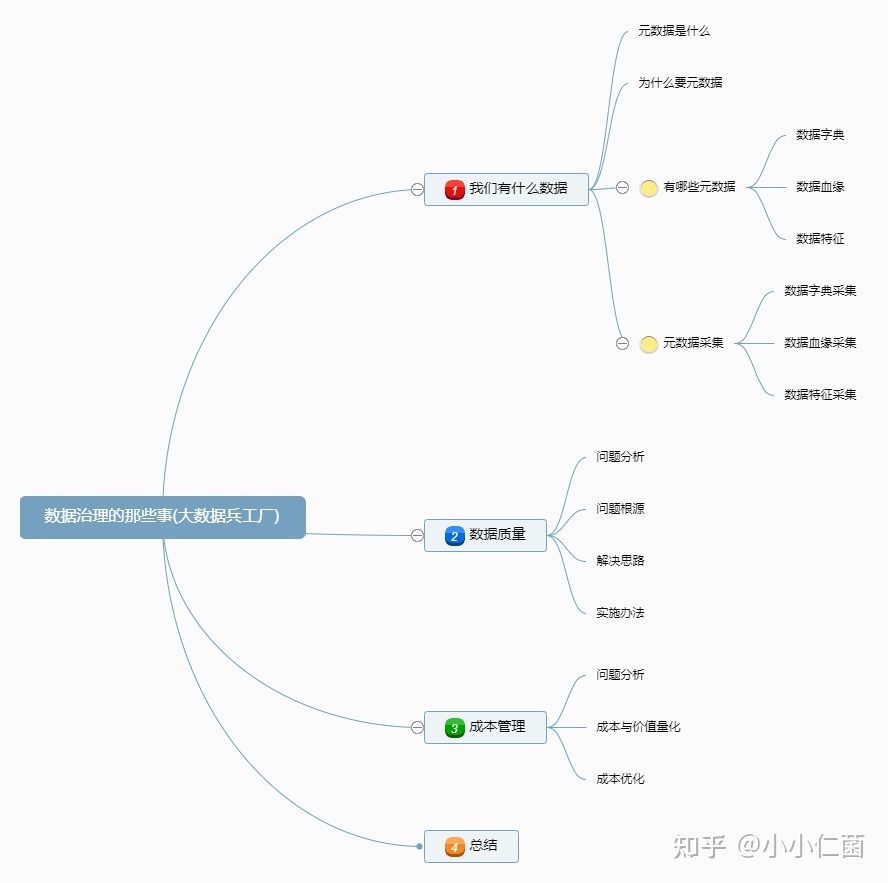 数据治理的那些事(大数据兵工厂)
1 我们有什么数据
元数据是什么
为什么要元数据
有哪些元数据
数据字典
数据血缘
数据特征
元数据采集
数据字典采集
数据血缘采集
数据特征采集
2 数据质量
问题分析
问题根源
解决思路
实施办法
3 成本管理
问题分析
成本与价值量化
成本优化
4 总结
知乎 @小小仁菌